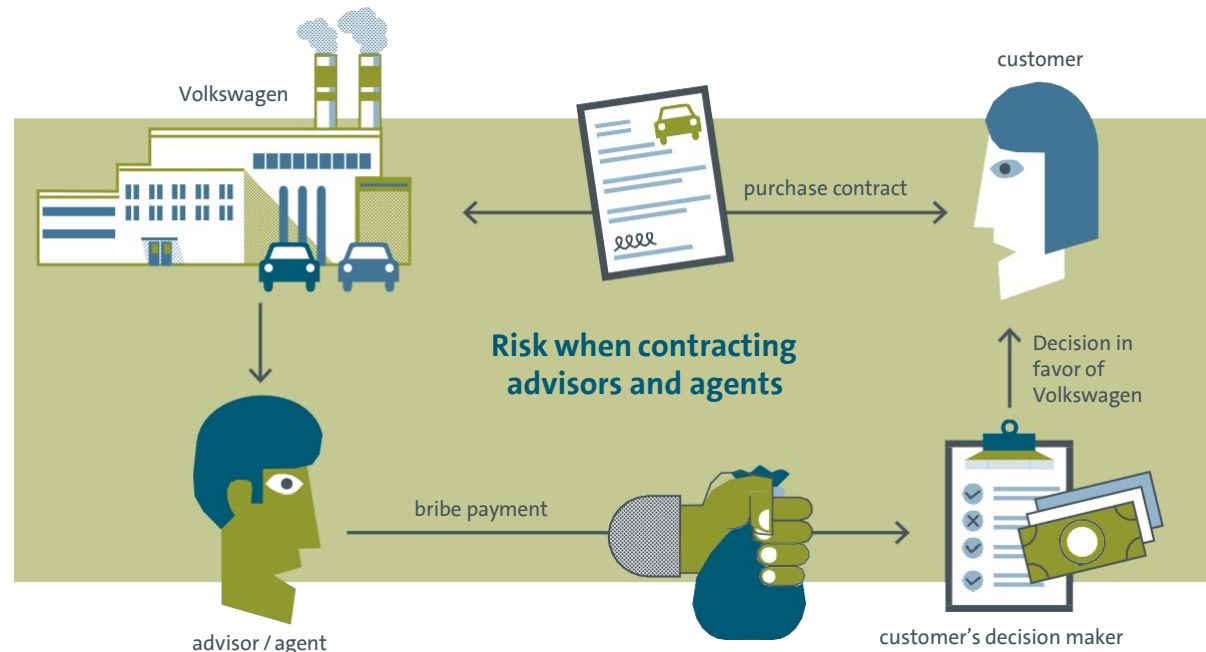 customer
Volkswagen
purchase contract
Risk when contracting
advisors and agents
Decision in
favor of
Volkswagen
bribe payment
advisor / agent
customer’s decision maker